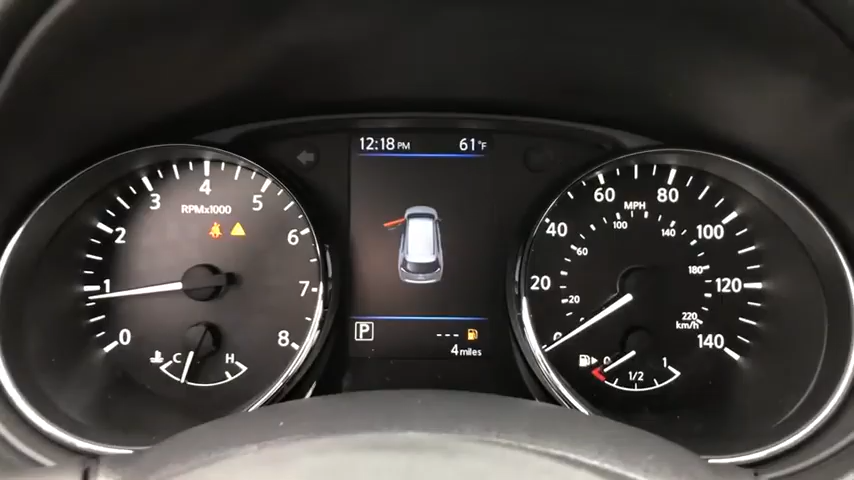 12:18 PM 61°F
0 1 2 3 4 5 6 7 8
RPMx1000
C H
P
---
4 miles
0 20 40 60 80 100 120 140
MPH
20 60 100 140 180 220
km/h
0 1/2 1